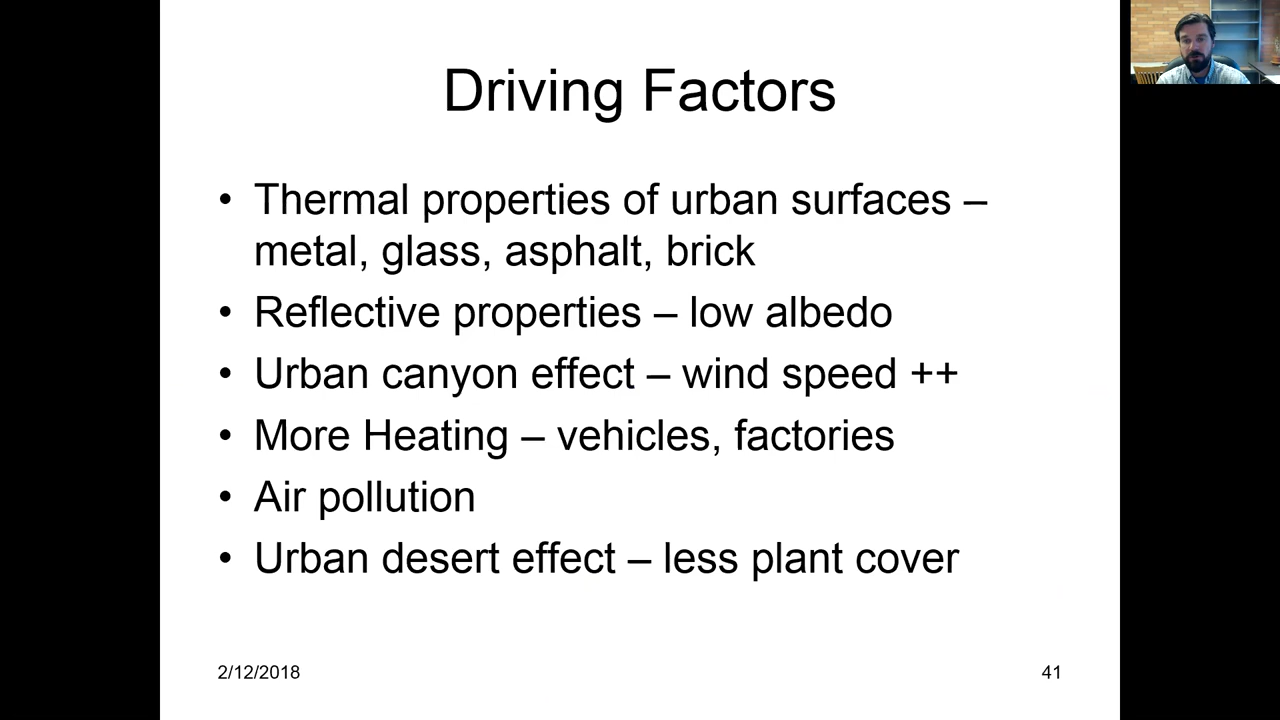 Driving Factors
• Thermal properties of urban surfaces –
metal, glass, asphalt, brick
• Reflective properties – low albedo
• Urban canyon effect – wind speed ++
• More Heating – vehicles, factories
• Air pollution
• Urban desert effect – less plant cover
2/12/2018
41